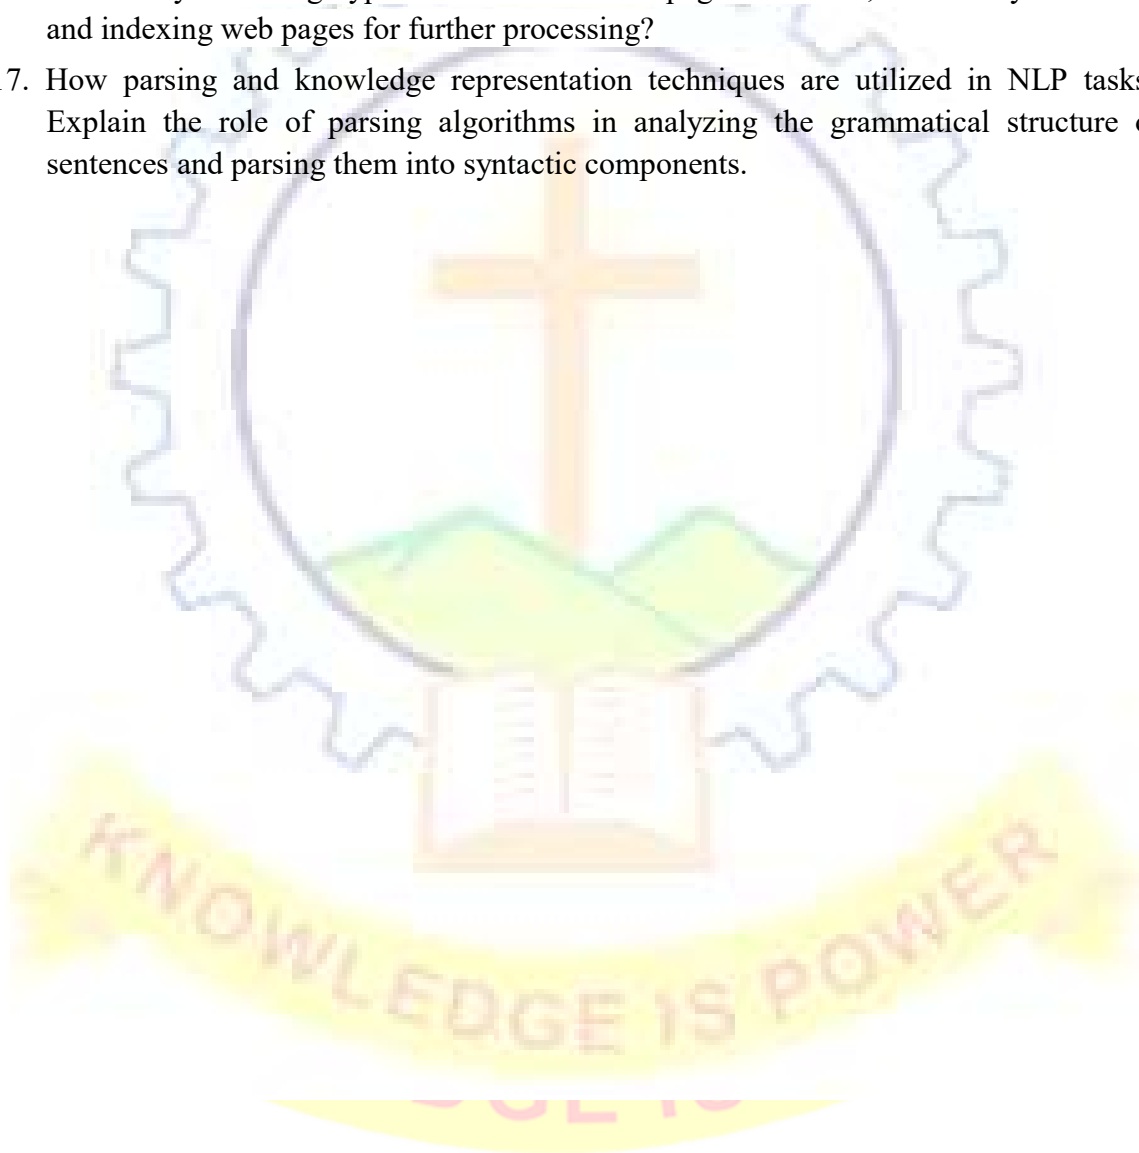 and indexing web pages for further processing?
7. How parsing and knowledge representation techniques are utilized in NLP tasks
Explain the role of parsing algorithms in analyzing the grammatical structure
sentences and parsing them into syntactic components.
KNOWLEDGE IS POWER